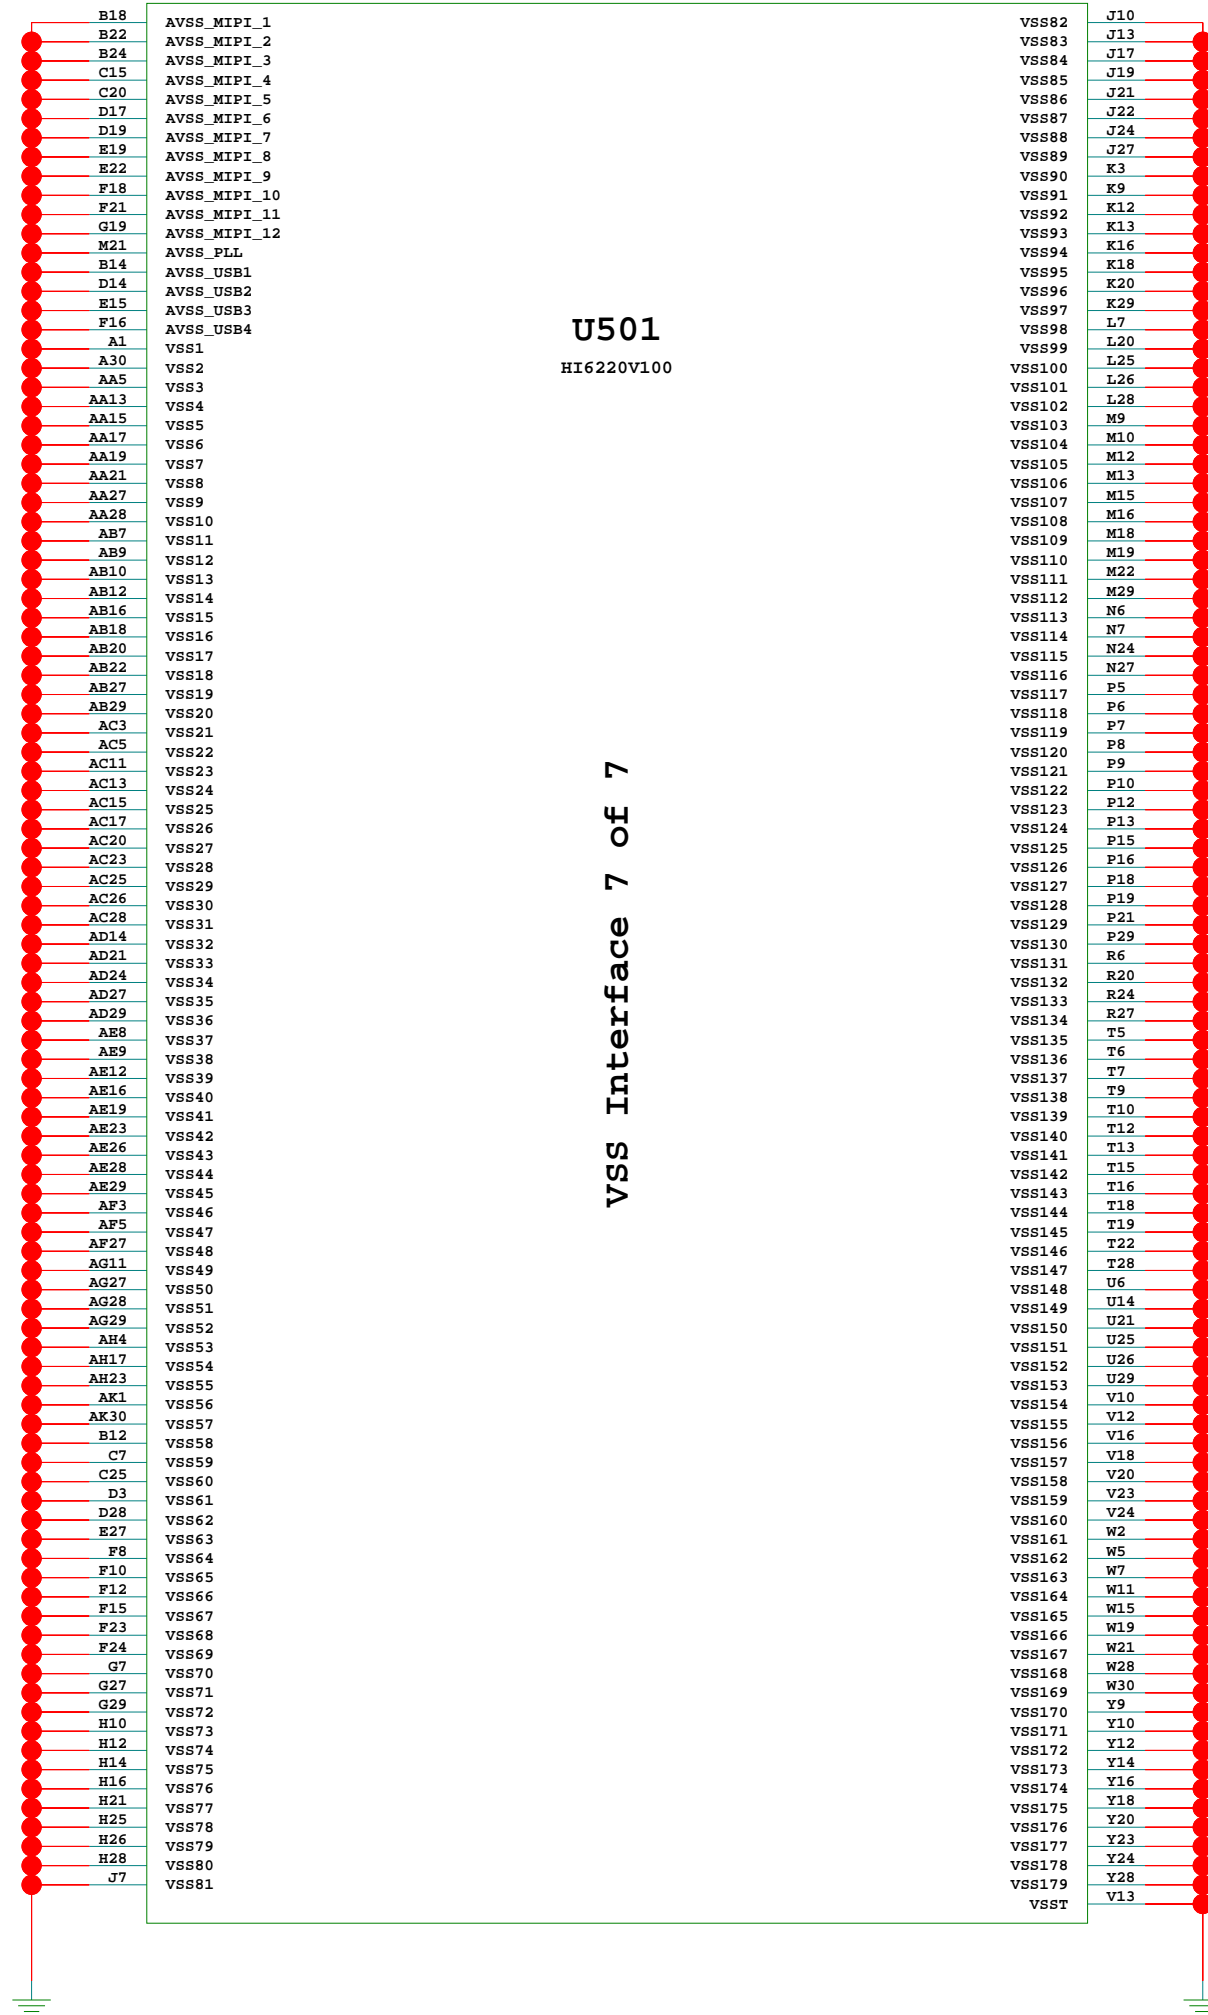 B18 AVSS_MIPI_1 VSS82 J10
B22 AVSS_MIPI_2 VSS83 J13
B24 AVSS_MIPI_3 VSS84 J17
C15 AVSS_MIPI_4 VSS85 J19
C20 AVSS_MIPI_5 VSS86 J21
D17 AVSS_MIPI_6 VSS87 J22
D19 AVSS_MIPI_7 VSS88 J24
E19 AVSS_MIPI_8 VSS89 J27
E22 AVSS_MIPI_9 VSS90 K3
F18 AVSS_MIPI_10 VSS91 K9
F21 AVSS_MIPI_11 VSS92 K12
G19 AVSS_MIPI_12 VSS93 K13
M21 AVSS_PLL VSS94 K16
B14 AVSS_USB1 VSS95 K18
D14 AVSS_USB2 VSS96 K20
E15 AVSS_USB3 VSS97 K29
F16 AVSS_USB4 VSS98 L7
U501
A1 VSS1 VSS99 L20
A30 VSS2 HI6220V100 VSS100 L25
AA5 VSS3 VSS101 L26
AA13 VSS4 VSS102 L28
AA15 VSS5 VSS103 M9
AA17 VSS6 VSS104 M10
AA19 VSS7 VSS105 M12
AA21 VSS8 VSS106 M13
AA27 VSS9 VSS107 M15
AA28 VSS10 VSS108 M16
AB7 VSS11 VSS109 M18
AB9 VSS12 VSS110 M19
AB10 VSS13 VSS111 M22
AB12 VSS14 VSS112 M29
AB16 VSS15 VSS113 N6
AB18 VSS16 VSS114 N7
AB20 VSS17 VSS115 N24
AB22 VSS18 VSS116 N27
AB27 VSS19 VSS117 P5
AB29 VSS20 VSS118 P6
AC3 VSS21 VSS119 P7
AC5 VSS22 VSS120 P8
AC11 VSS23 VSS121 P9
AC13 VSS24 VSS122 P10
AC15 VSS25 VSS123 P12
AC17 VSS26 VSS124 P13
AC20 VSS27 VSS125 P15
AC23 VSS28 VSS126 P16
AC25 VSS29 VSS127 P18
AC26 VSS30 VSS128 P19
AC28 VSS31 VSS129 P21
AD14 VSS32 VSS130 P29
AD21 VSS33 VSS131 R6
AD24 VSS34 VSS132 R20
AD27 VSS35 VSS133 R24
AD29 VSS36 VSS134 R27
AE8 VSS37 VSS135 T5
AE9 VSS38 VSS136 T6
AE12 VSS39 VSS137 T7
AE16 VSS40 VSS138 T9
AE19 VSS41 VSS139 T10
AE23 VSS42 VSS140 T12
AE26 VSS43 VSS141 T13
AE28 VSS44 VSS142 T15
AE29 VSS45 VSS143 T16
AF3 VSS46 VSS144 T18
AF5 VSS47 VSS145 T19
AF27 VSS48 VSS146 T22
AG11 VSS49 VSS147 T28
AG27 VSS50 VSS148 U6
AG28 VSS51 VSS149 U14
AG29 VSS52 VSS150 U21
AH4 VSS53 VSS151 U25
AH17 VSS54 VSS152 U26
AH23 VSS55 VSS153 U29
AK1 VSS56 VSS154 V10
AK30 VSS57 VSS155 V12
B12 VSS58 VSS156 V16
C7 VSS59 VSS157 V18
C25 VSS60 VSS158 V20
D3 VSS61 VSS159 V23
D28 VSS62 VSS160 V24
E27 VSS63 VSS161 W2
F8 VSS64 VSS162 W5
F10 VSS65 VSS163 W7
F12 VSS66 VSS164 W11
F15 VSS67 VSS165 W15
F23 VSS68 VSS166 W19
F24 VSS69 VSS167 W21
G7 VSS70 VSS168 W28
G27 VSS71 VSS169 W30
G29 VSS72 VSS170 Y9
H10 VSS73 VSS171 Y10
H12 VSS74 VSS172 Y12
H14 VSS75 VSS173 Y14
H16 VSS76 VSS174 Y16
H21 VSS77 VSS175 Y18
H25 VSS78 VSS176 Y20
H26 VSS79 VSS177 Y23
H28 VSS80 VSS178 Y24
J7 VSS81 VSS179 Y28
VSST V13
VSS Interface 7 of 7